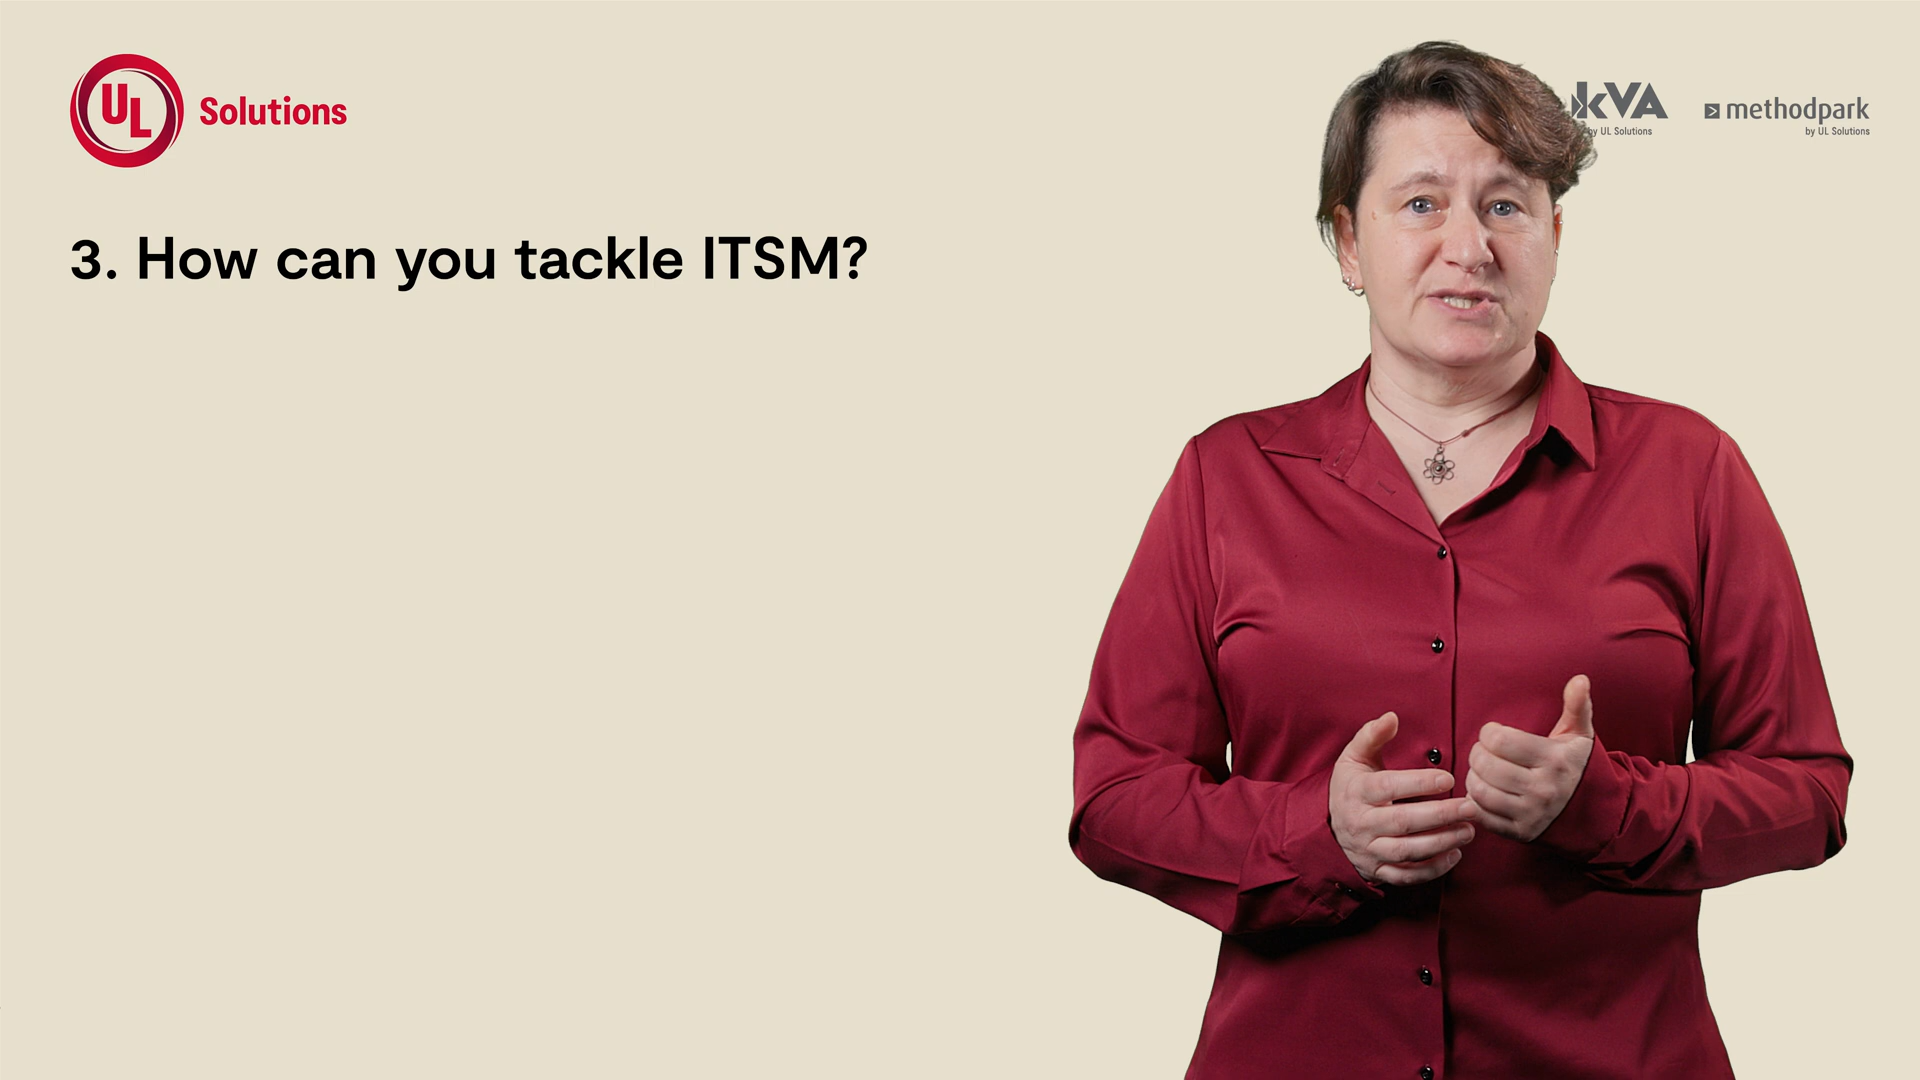 UL Solutions
kVA
by UL Solutions
methodpark
by UL Solutions
3. How can you tackle ITSM?